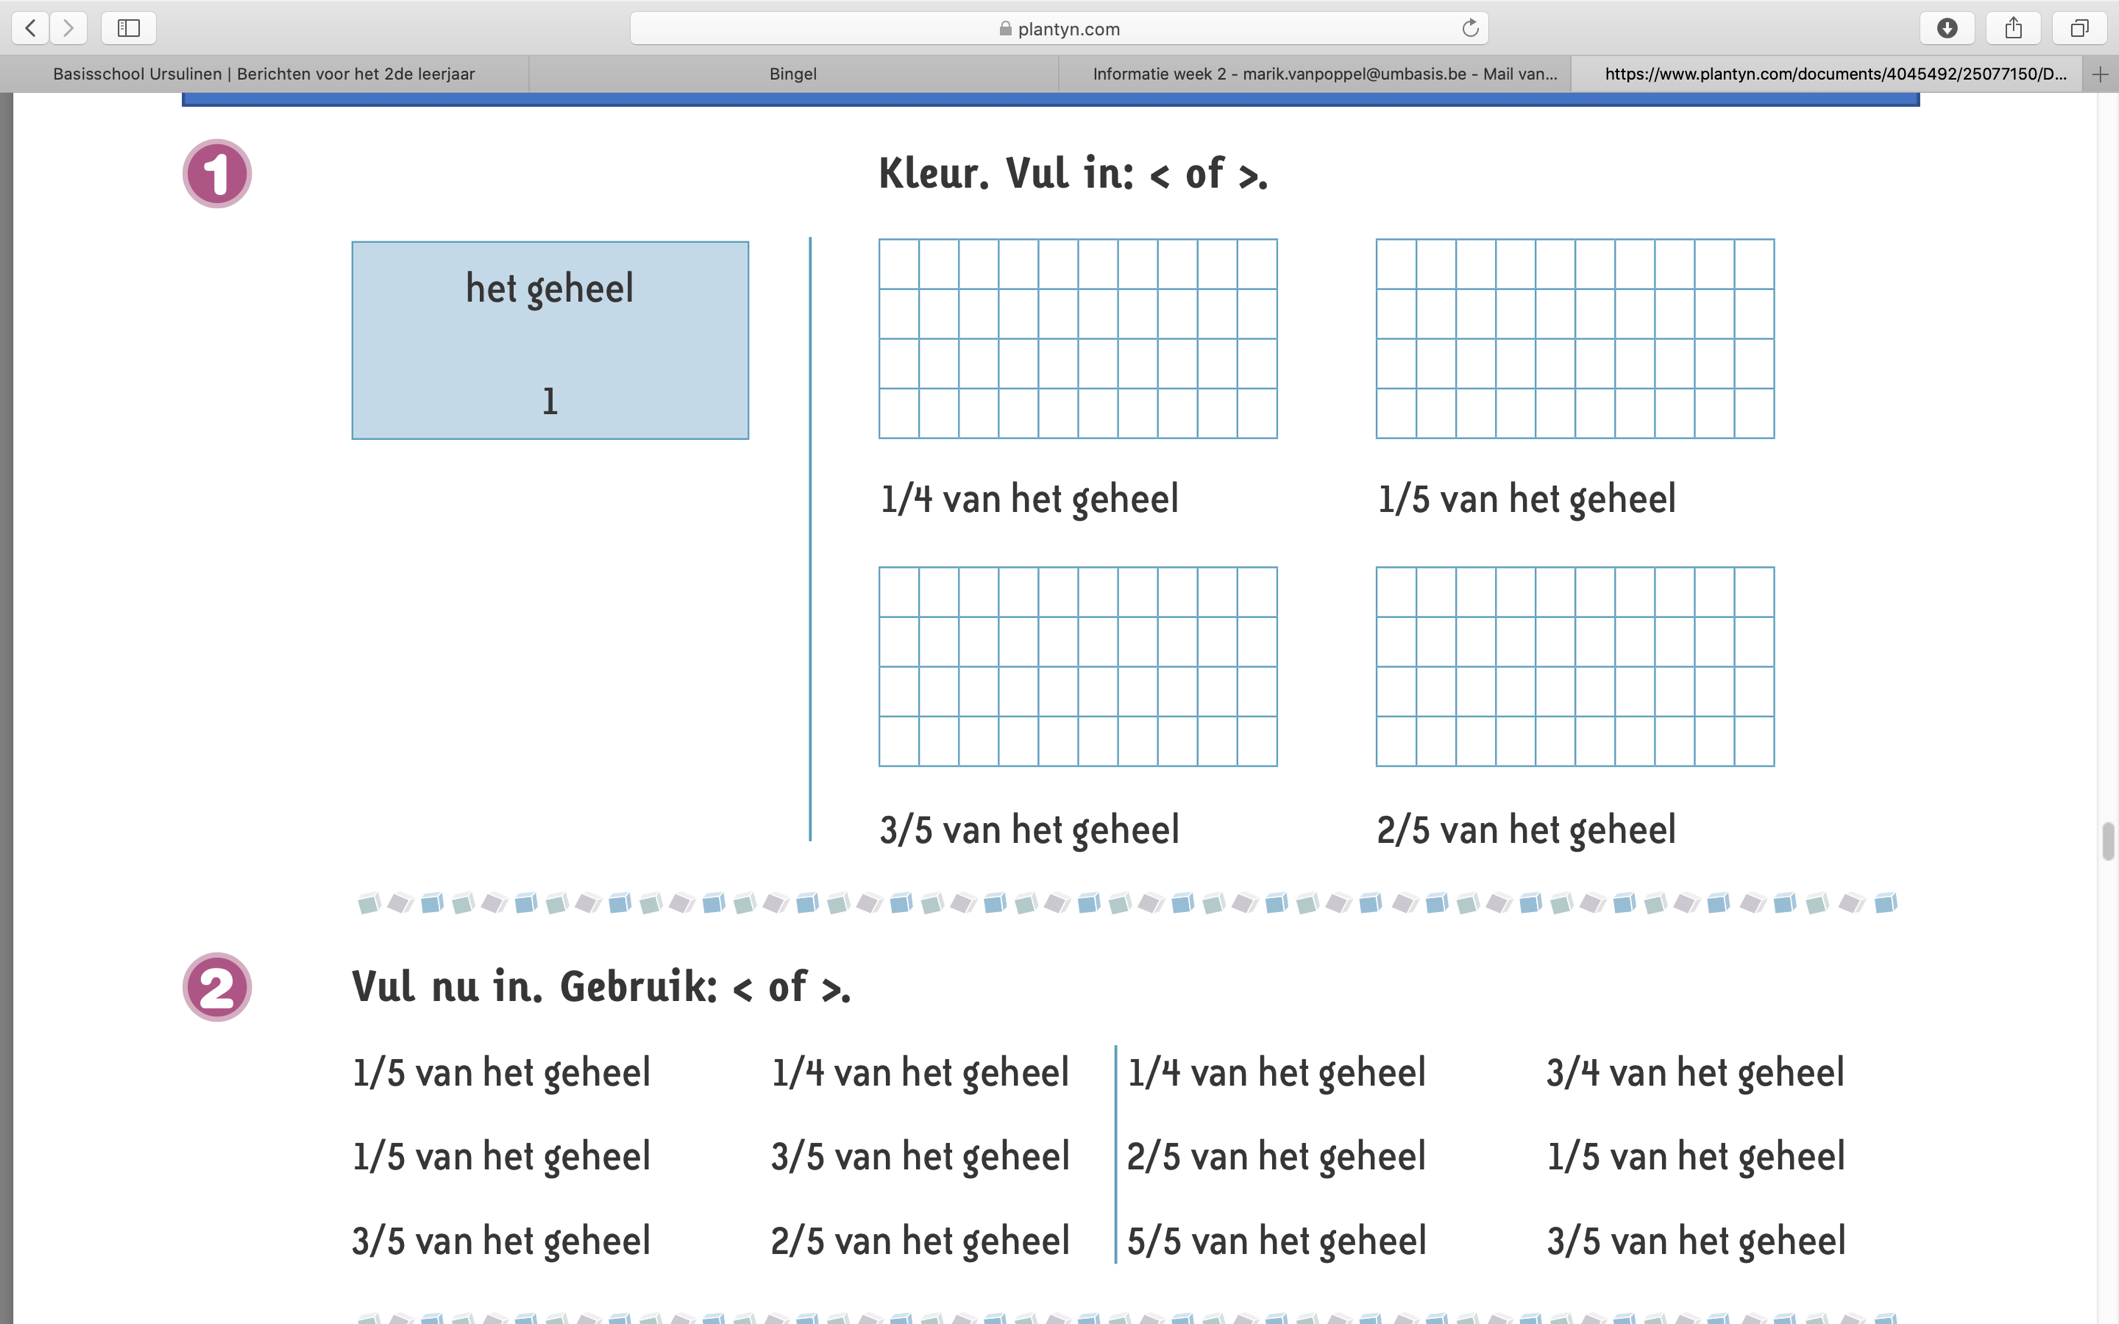 plantyn.com
Basisschool Ursulinen | Berichten voor het 2de leerjaar
Bingel
Informatie week 2 - marik.vanpoppel@umbasis.be - Mail van...
https://www.plantyn.com/documents/4045492/25077150/D...
1
Kleur. Vul in: < of >.
het geheel
1
1/4 van het geheel 1/5 van het geheel
3/5 van het geheel 2/5 van het geheel
2
Vul nu in. Gebruik: < of >.
1/5 van het geheel 1/4 van het geheel 1/4 van het geheel 3/4 van het geheel
1/5 van het geheel 3/5 van het geheel 2/5 van het geheel 1/5 van het geheel
3/5 van het geheel 2/5 van het geheel 5/5 van het geheel 3/5 van het geheel